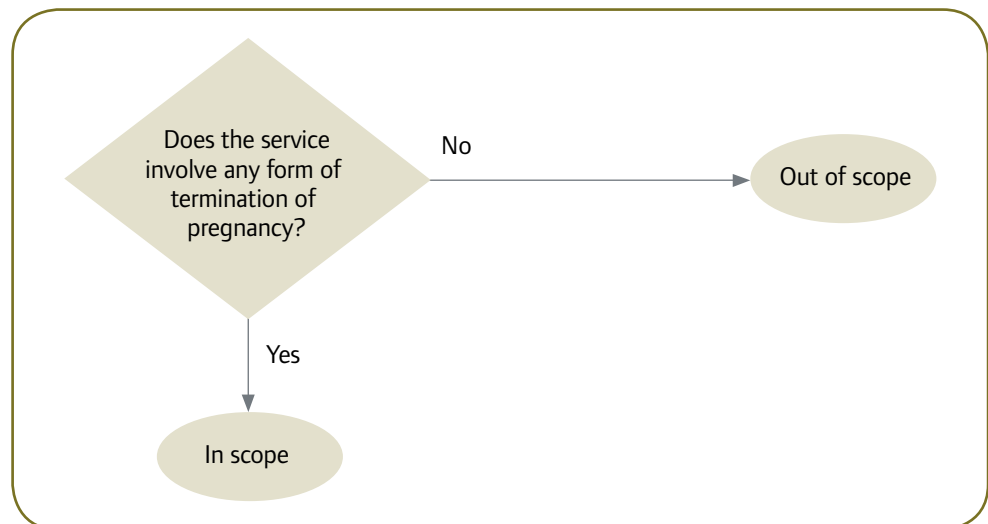 Does the service
involve any form of
termination of
pregnancy?
No
Out of scope
Yes
In scope